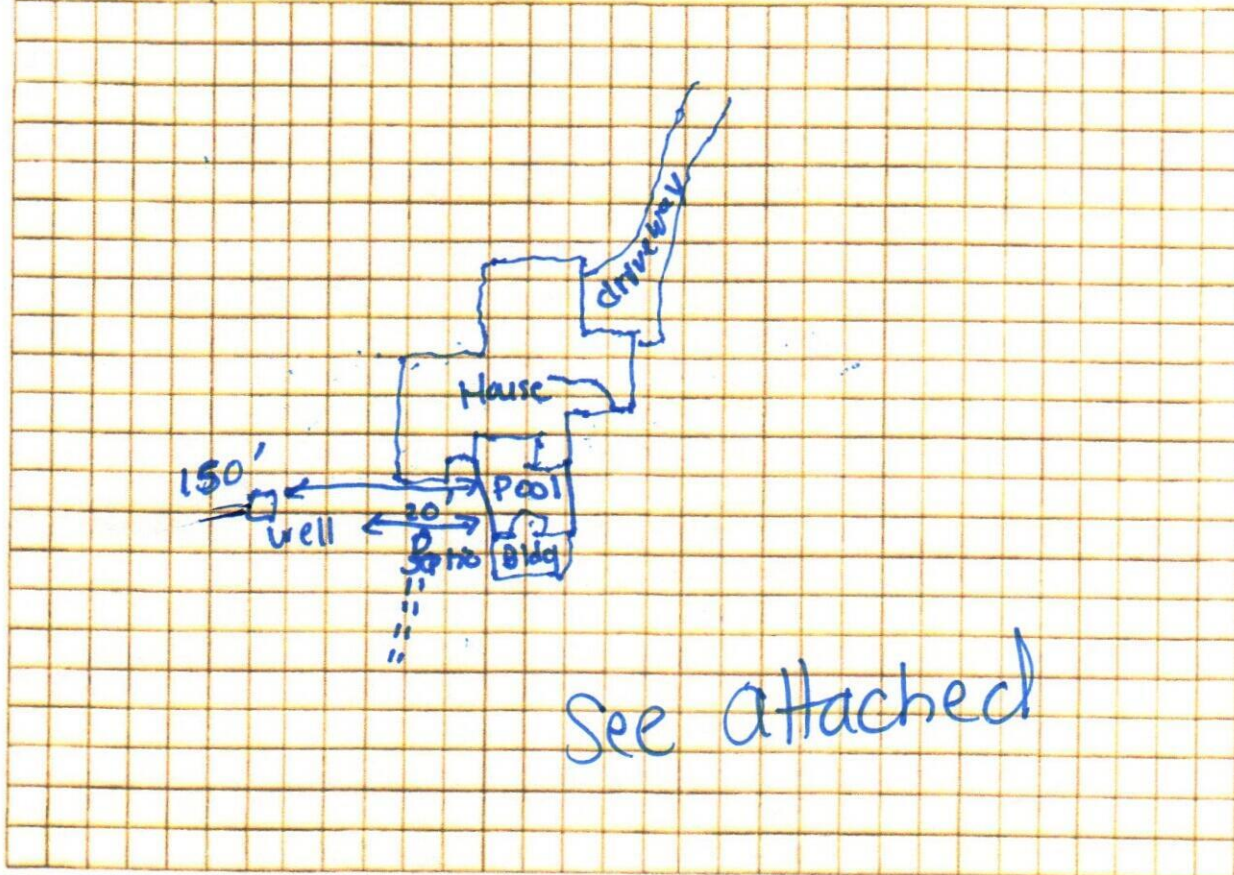 driveway
House
150'
Pool
20'
well
Septic Bldg
See attached